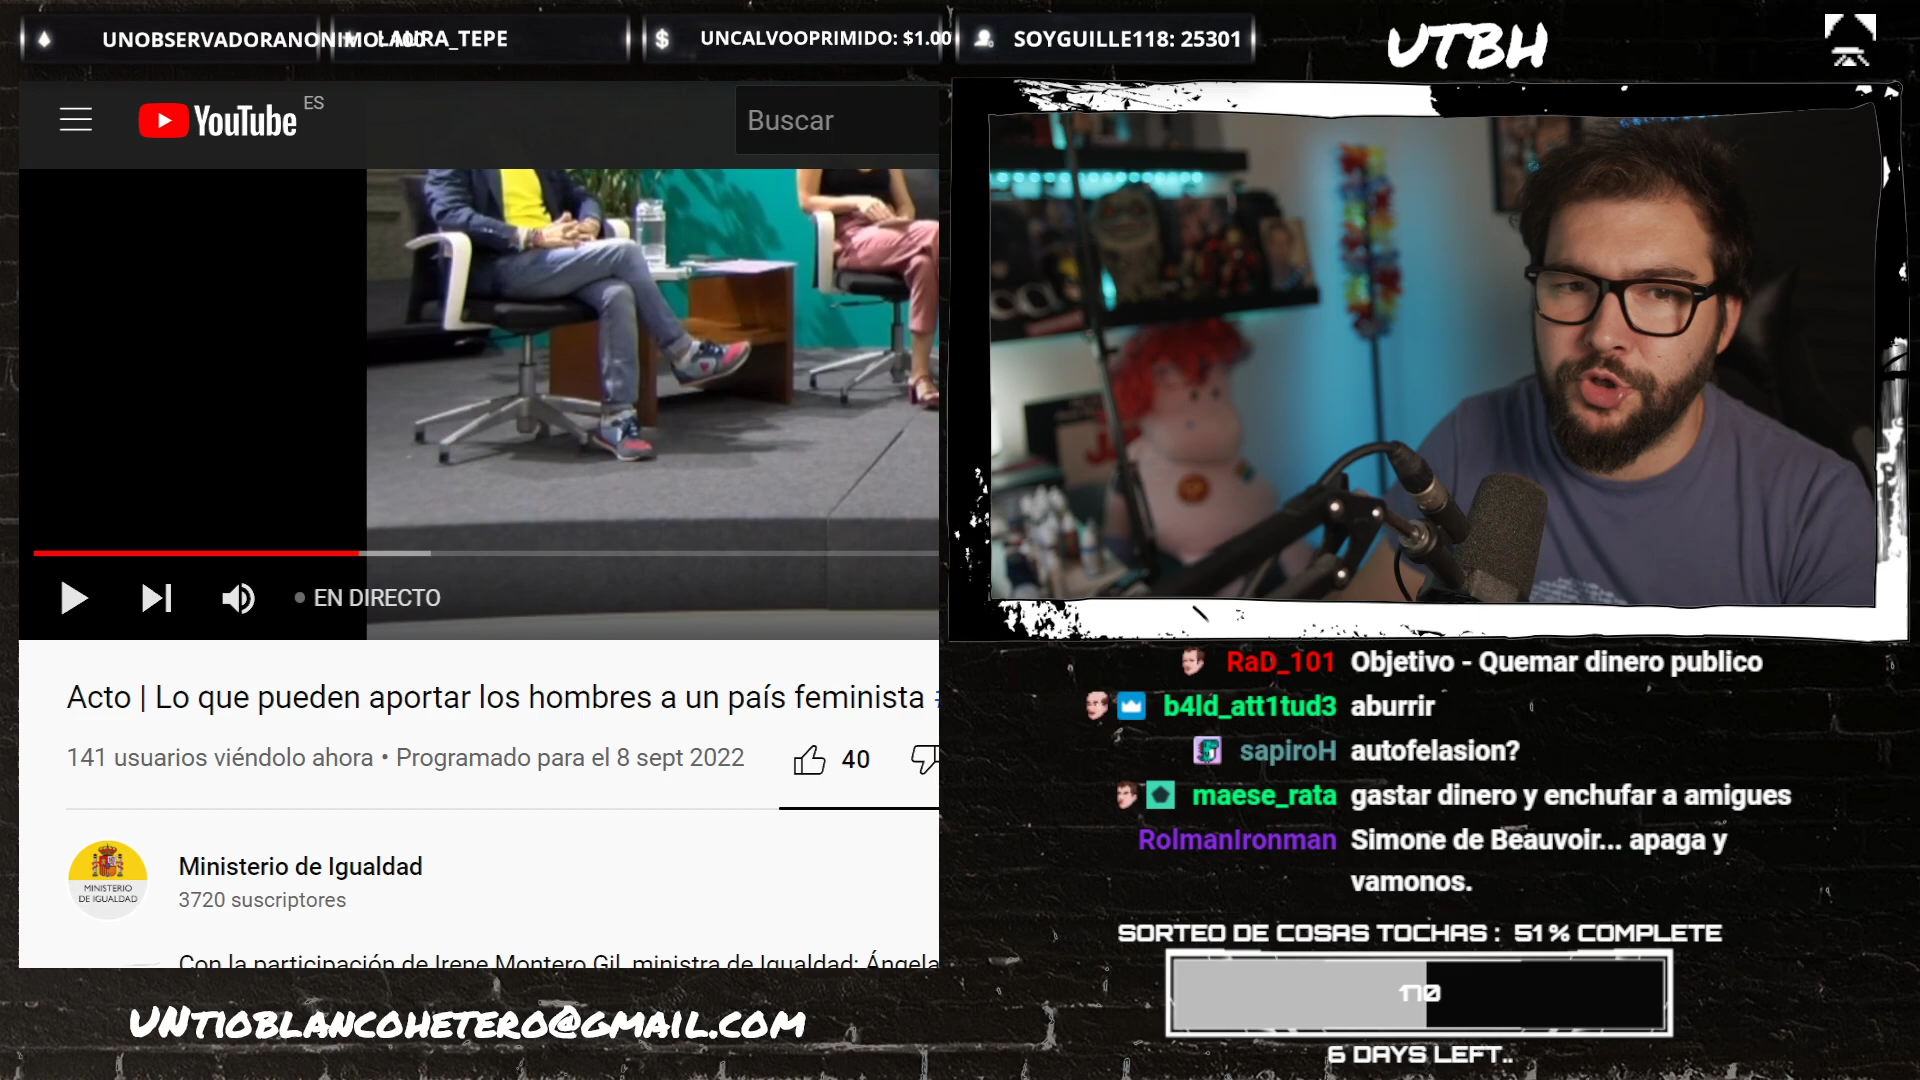 LAURA_TEPE
$ UNCALVOOPRIMIDO: $1.00
SOYGUILLE118: 25301
UTBH
YouTube ES
Buscar
EN DIRECTO
Acto | Lo que pueden aportar los hombres a un país feminista
141 usuarios viéndolo ahora • Programado para el 8 sept 2022
40
MINISTERIO
DE IGUALDAD
Ministerio de Igualdad
3720 suscriptores
Con la participación de Irene Montero Gil, ministra de Igualdad; Ángela
UNTIOBLANCOHETERO@GMAIL.COM
RaD_101 Objetivo - Quemar dinero publico
b4ld_att1tud3 aburrir
sapiroH autofelasion?
maese_rata gastar dinero y enchufar a amigues
RolmanIronman Simone de Beauvoir... apaga y
vamonos.
SORTEO DE COSAS TOCHAS : 51% COMPLETE
170
6 DAYS LEFT..